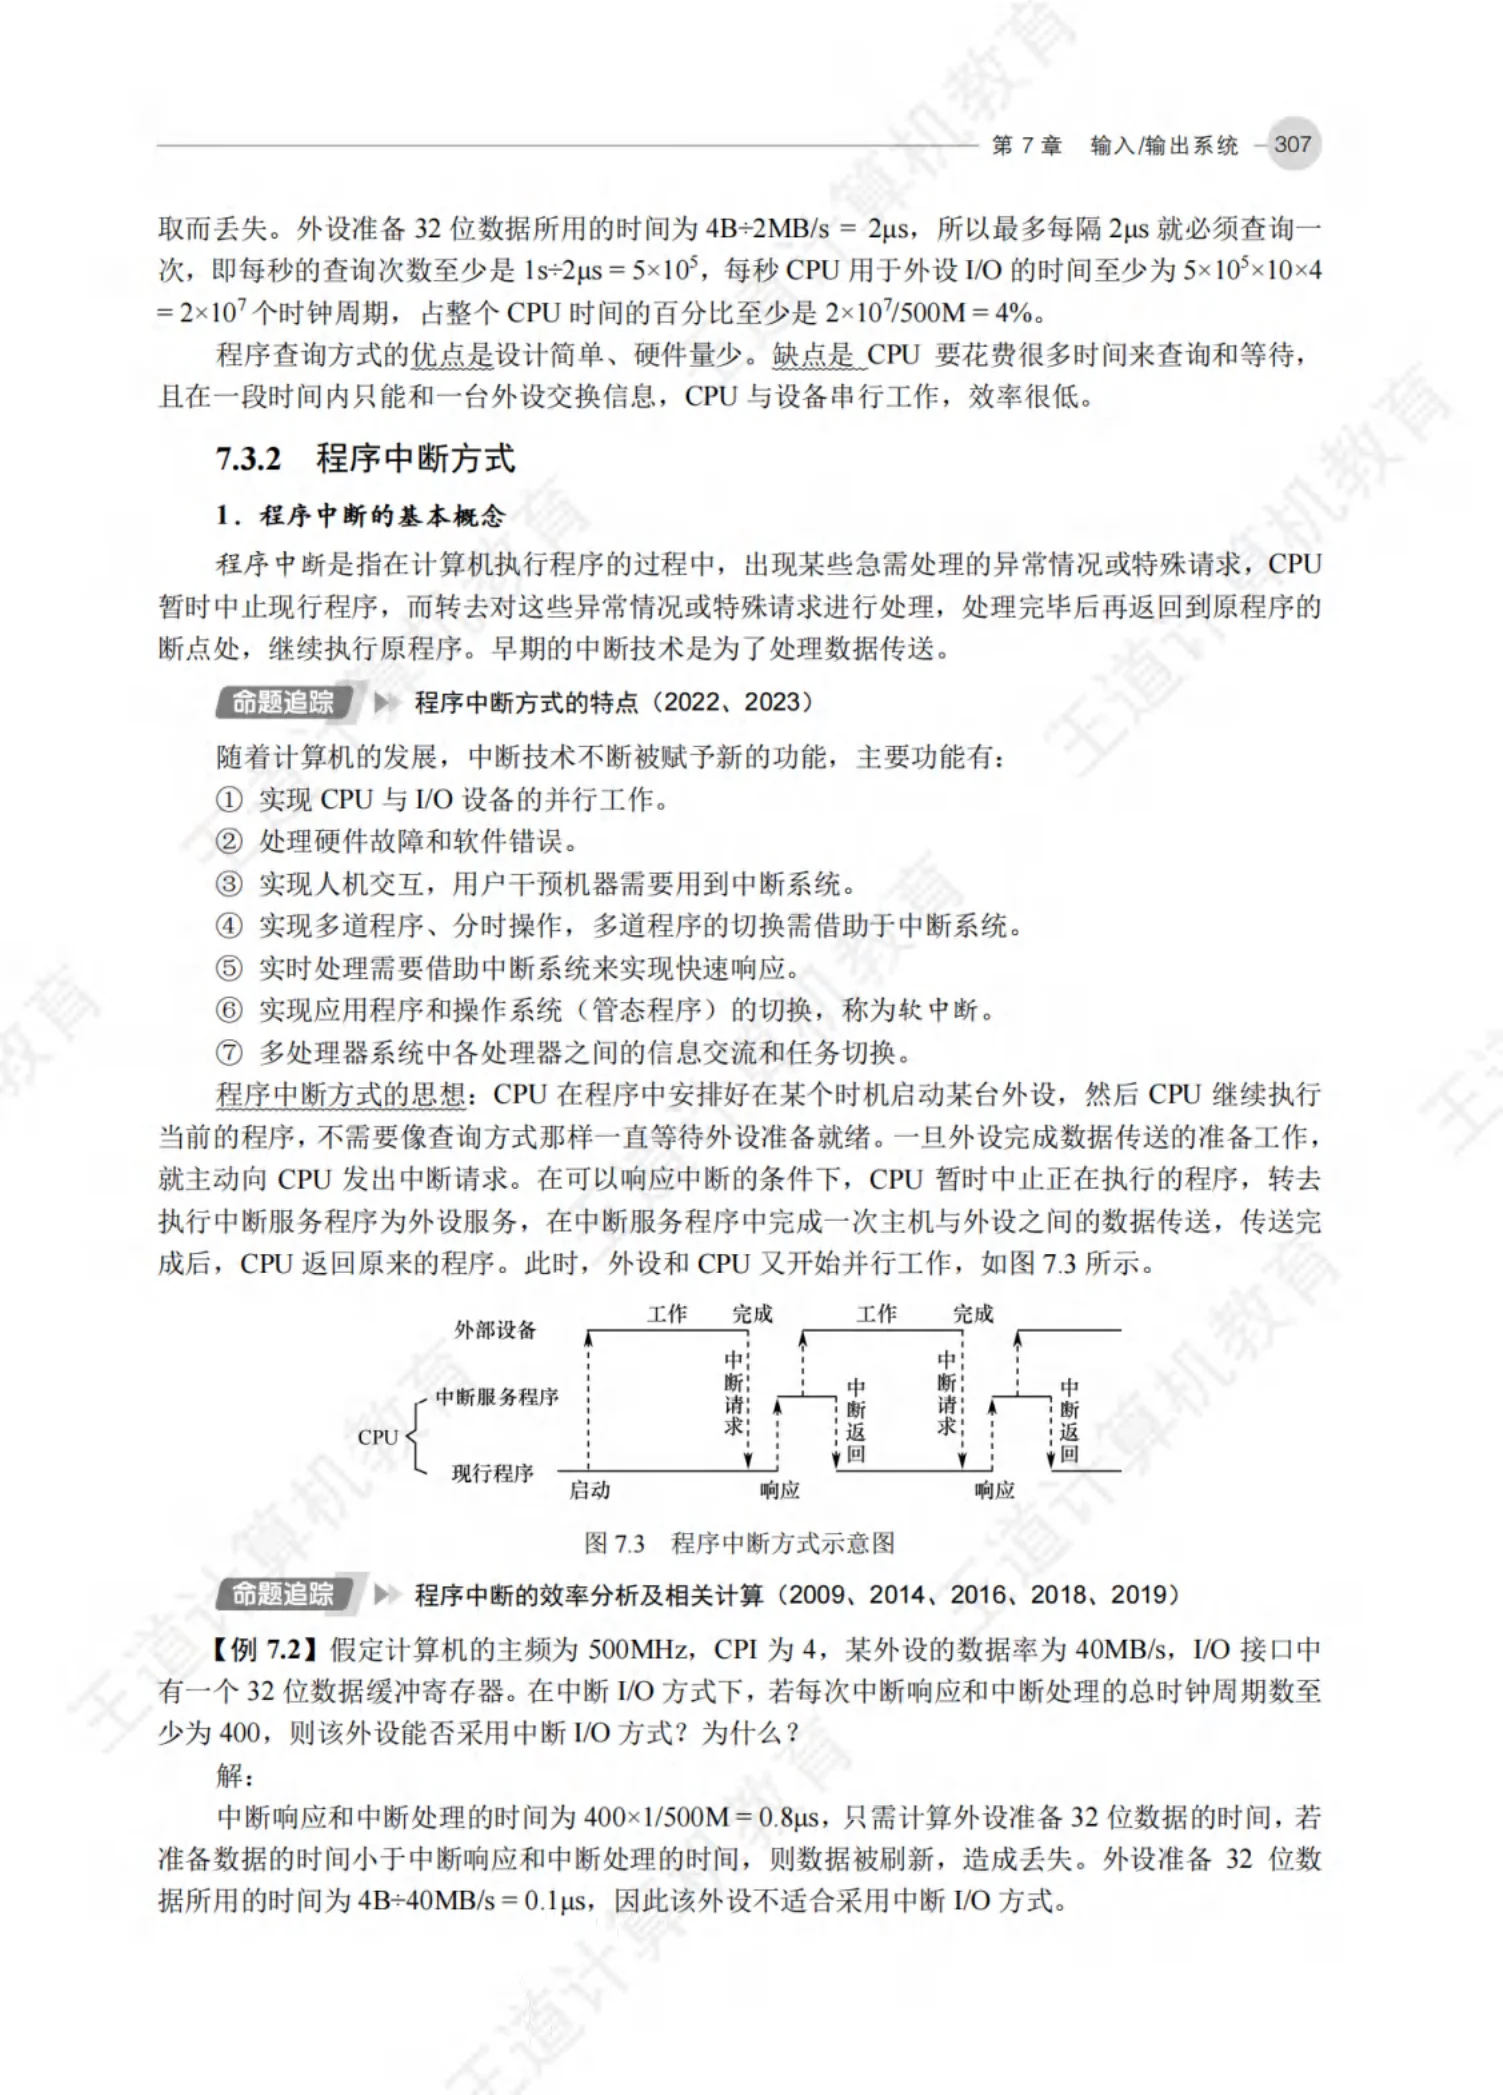 第 7 章 输入/输出系统 307
取而丢失。外设准备 32 位数据所用的时间为 4B÷2MB/s = 2μs，所以最多每隔 2μs 就必须查询一
次，即每秒的查询次数至少是 1s÷2μs = 5×10⁵，每秒 CPU 用于外设 I/O 的时间至少为 5×10⁵×10×4
= 2×10⁷ 个时钟周期，占整个 CPU 时间的百分比至少是 2×10⁷/500M = 4%。
程序查询方式的优点是设计简单、硬件量少。缺点是 CPU 要花费很多时间来查询和等待，
且在一段时间内只能和一台外设交换信息，CPU 与设备串行工作，效率很低。
7.3.2 程序中断方式
1．程序中断的基本概念
程序中断是指在计算机执行程序的过程中，出现某些急需处理的异常情况或特殊请求，CPU
暂时中止现行程序，而转去对这些异常情况或特殊请求进行处理，处理完毕后再返回到原程序的
断点处，继续执行原程序。早期的中断技术是为了处理数据传送。
命题追踪 程序中断方式的特点（2022、2023）
随着计算机的发展，中断技术不断被赋予新的功能，主要功能有：
① 实现 CPU 与 I/O 设备的并行工作。
② 处理硬件故障和软件错误。
③ 实现人机交互，用户干预机器需要用到中断系统。
④ 实现多道程序、分时操作，多道程序的切换需借助于中断系统。
⑤ 实时处理需要借助中断系统来实现快速响应。
⑥ 实现应用程序和操作系统（管态程序）的切换，称为软中断。
⑦ 多处理器系统中各处理器之间的信息交流和任务切换。
程序中断方式的思想：CPU 在程序中安排好在某个时机启动某台外设，然后 CPU 继续执行
当前的程序，不需要像查询方式那样一直等待外设准备就绪。一旦外设完成数据传送的准备工作，
就主动向 CPU 发出中断请求。在可以响应中断的条件下，CPU 暂时中止正在执行的程序，转去
执行中断服务程序为外设服务，在中断服务程序中完成一次主机与外设之间的数据传送，传送完
成后，CPU 返回原来的程序。此时，外设和 CPU 又开始并行工作，如图 7.3 所示。
工作 完成 工作 完成
外部设备
中断请求 中断返回 中断请求 中断返回
中断服务程序
CPU
现行程序
启动 响应 响应
图 7.3 程序中断方式示意图
命题追踪 程序中断的效率分析及相关计算（2009、2014、2016、2018、2019）
【例 7.2】假定计算机的主频为 500MHz，CPI 为 4，某外设的数据率为 40MB/s，I/O 接口中
有一个 32 位数据缓冲寄存器。在中断 I/O 方式下，若每次中断响应和中断处理的总时钟周期数至
少为 400，则该外设能否采用中断 I/O 方式？为什么？
解：
中断响应和中断处理的时间为 400×1/500M = 0.8μs，只需计算外设准备 32 位数据的时间，若
准备数据的时间小于中断响应和中断处理的时间，则数据被刷新，造成丢失。外设准备 32 位数
据所用的时间为 4B÷40MB/s = 0.1μs，因此该外设不适合采用中断 I/O 方式。
王道计算机教育